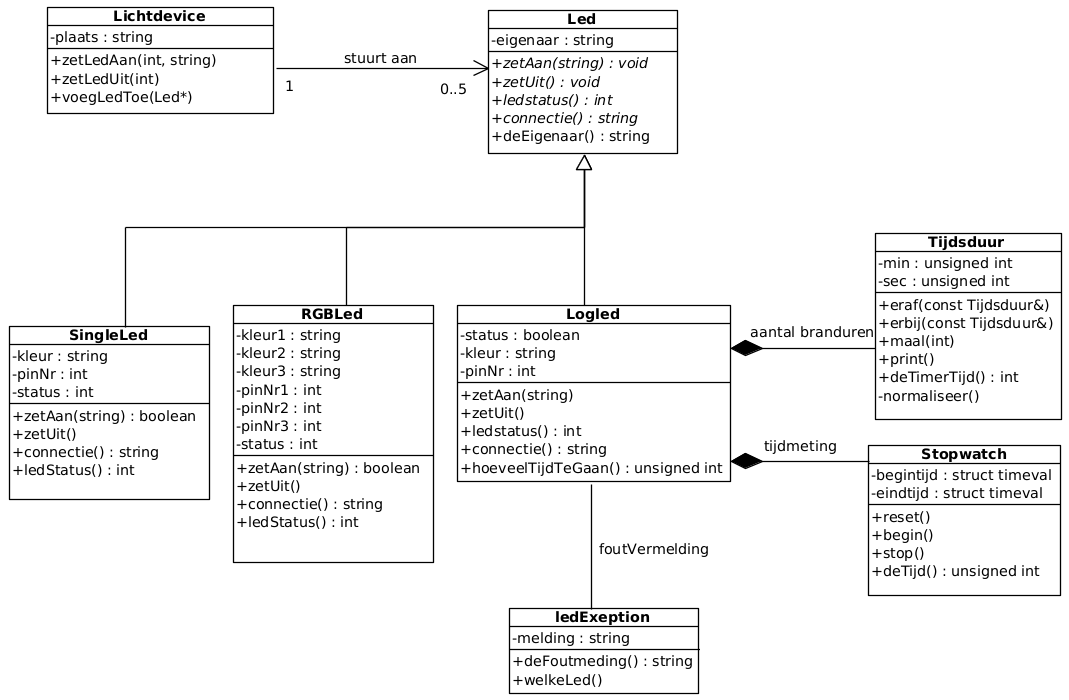 Lichtdevice
-plaats : string
+zetLedAan(int, string)
+zetLedUit(int)
+voegLedToe(Led*)
stuurt aan
1
0..5
Led
-eigenaar : string
+zetAan(string) : void
+zetUit() : void
+ledstatus() : int
+connectie() : string
+deEigenaar() : string
SingleLed
-kleur : string
-pinNr : int
-status : int
+zetAan(string) : boolean
+zetUit()
+connectie() : string
+ledStatus() : int
RGBLed
-kleur1 : string
-kleur2 : string
-kleur3 : string
-pinNr1 : int
-pinNr2 : int
-pinNr3 : int
-status : int
+zetAan(string) : boolean
+zetUit()
+connectie() : string
+ledStatus() : int
Logled
-status : boolean
-kleur : string
-pinNr : int
+zetAan(string)
+zetUit()
+ledstatus() : int
+connectie() : string
+hoeveelTijdTeGaan() : unsigned int
aantal branduren
Tijdsduur
-min : unsigned int
-sec : unsigned int
+eraf(const Tijdsduur&)
+erbij(const Tijdsduur&)
+maal(int)
+print()
+deTimerTijd() : int
-normaliseer()
tijdmeting
Stopwatch
-begintijd : struct timeval
-eindtijd : struct timeval
+reset()
+begin()
+stop()
+deTijd() : unsigned int
foutVermelding
ledExeption
-melding : string
+deFoutmeding() : string
+welkeLed()